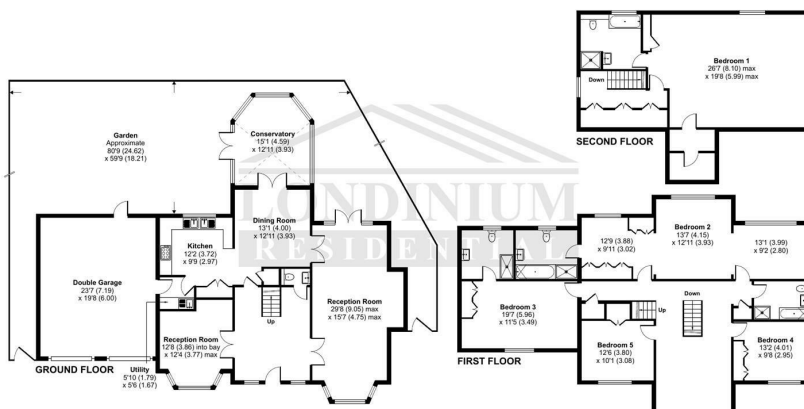 Garden
Approximate
80'9 (24.62)
x 59'9 (18.21)
Conservatory
15'1 (4.59)
x 12'11 (3.93)
Dining Room
13'1 (4.00)
x 12'11 (3.93)
Kitchen
12'2 (3.72)
x 9'9 (2.97)
Double Garage
23'7 (7.19)
x 19'8 (6.00)
Reception Room
29'8 (9.05) max
x 15'7 (4.75) max
Up
Reception Room
12'8 (3.86) into bay
x 12'4 (3.77) max
GROUND FLOOR
Utility
5'10 (1.79)
x 5'6 (1.67)
LONDINIUM
RESIDENTIAL
Bedroom 1
26'7 (8.10) max
x 19'8 (5.99) max
Down
SECOND FLOOR
12'9 (3.88)
x 9'11 (3.02)
Bedroom 2
13'7 (4.15)
x 12'11 (3.93)
13'1 (3.99)
x 9'2 (2.80)
Bedroom 3
19'7 (5.96)
x 11'5 (3.49)
Down
Up
Bedroom 5
12'6 (3.80)
x 10'1 (3.08)
Bedroom 4
13'2 (4.01)
x 9'8 (2.95)
FIRST FLOOR